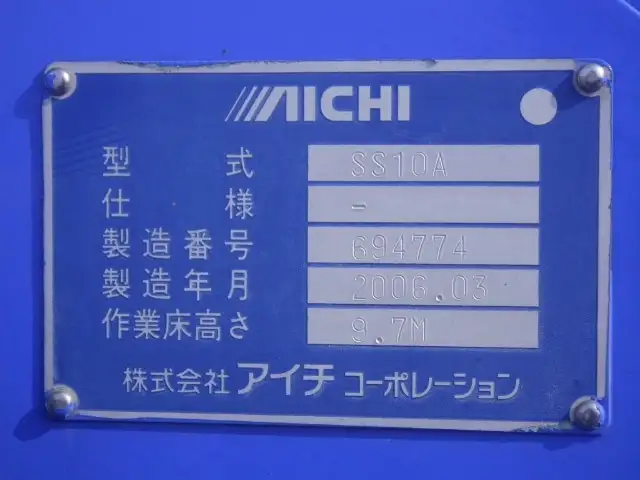 AICHI
型式 SS10A
仕様 -
製造番号 694774
製造年月 2006.03
作業床高さ 9.7M
株式会社 アイチ コーポレーション